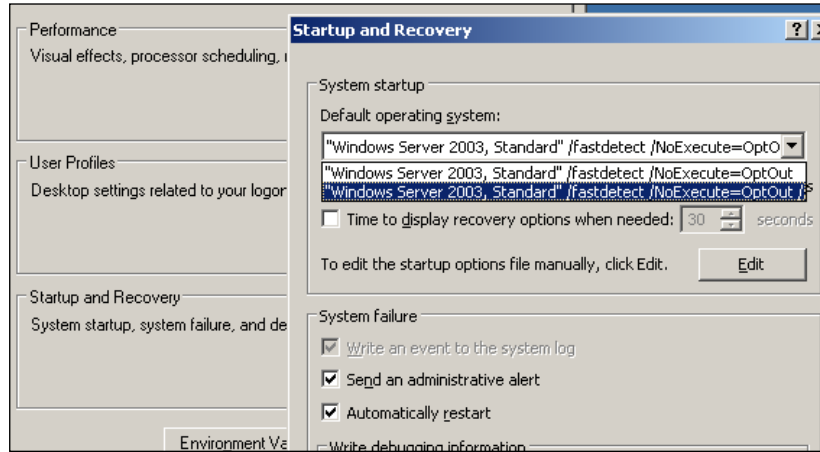 Performance
Visual effects, processor scheduling,
User Profiles
Desktop settings related to your logon
Startup and Recovery
System startup, system failure, and de
Environment Va
Startup and Recovery
System startup
Default operating system:
"Windows Server 2003, Standard" /fastdetect /NoExecute=OptO
"Windows Server 2003, Standard" /fastdetect /NoExecute=OptOut
"Windows Server 2003, Standard" /fastdetect /NoExecute=OptOut /
Time to display recovery options when needed: 30 seconds
To edit the startup options file manually, click Edit. Edit
System failure
Write an event to the system log
Send an administrative alert
Automatically restart
Write debugging information